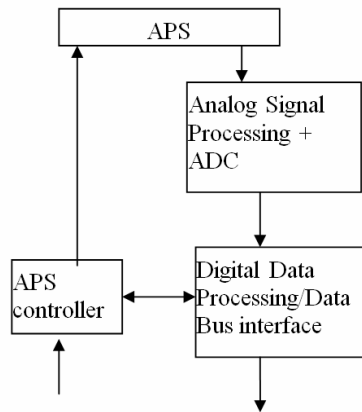 APS
Analog Signal
Processing +
ADC
APS
controller
Digital Data
Processing/Data
Bus interface